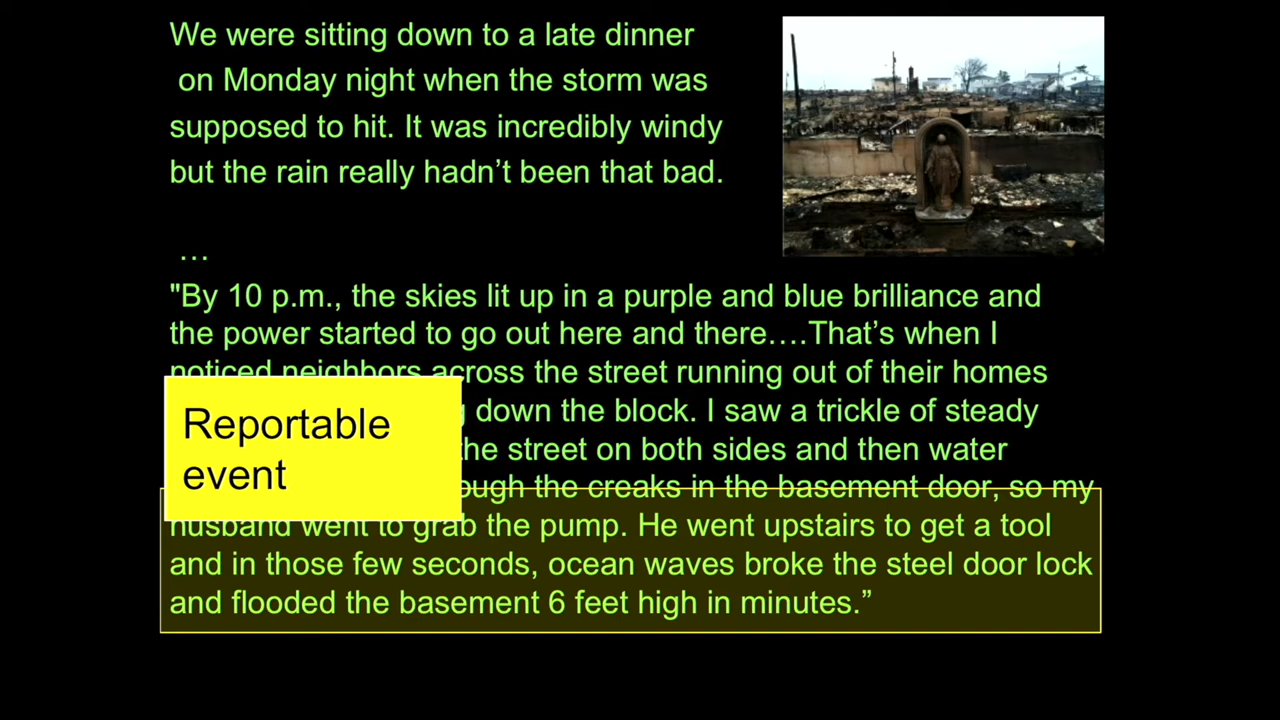 We were sitting down to a late dinner
on Monday night when the storm was
supposed to hit. It was incredibly windy
but the rain really hadn't been that bad.
…
"By 10 p.m., the skies lit up in a purple and blue brilliance and
the power started to go out here and there….That’s when I
noticed neighbors across the street running out of their homes
down the block. I saw a trickle of steady
the street on both sides and then water
the creaks in the basement door, so my
husband went to grab the pump. He went upstairs to get a tool
and in those few seconds, ocean waves broke the steel door lock
and flooded the basement 6 feet high in minutes.”
Reportable
event